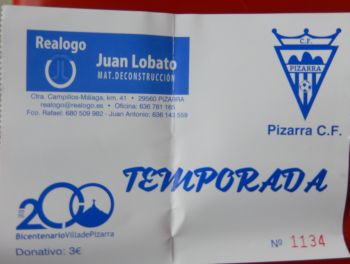 Realogo
Juan Lobato
MAT.DECONSTRUCCIÓN
Ctra. Campillos-Málaga, km. 41 • 29560 PIZARRA
realogo@realogo.es • Oficina: 636 781 165
Fco. Rafael: 680 509 982 - Juan Antonio: 636 143 559
C.F.
PIZARRA
Pizarra C.F.
TEMPORADA
200
BicentenarioVilladePizarra
Donativo: 3€
Nº 1134